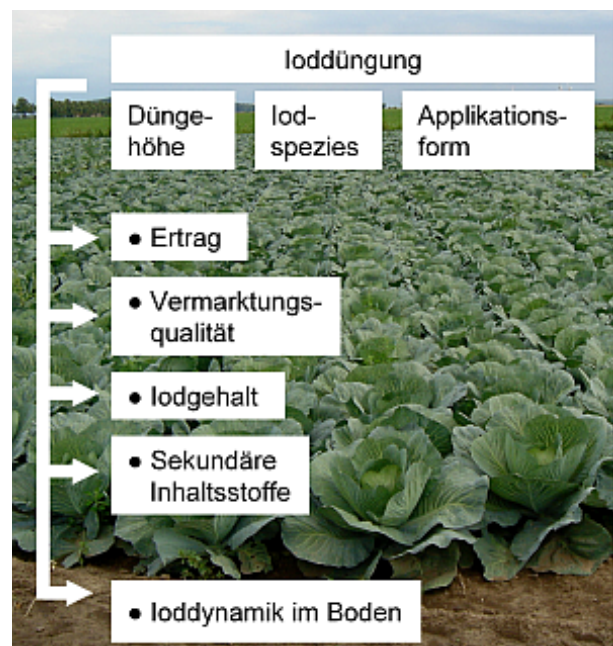 Ioddüngung
Dünge- Iod- Applikations-
höhe spezies form
• Ertrag
• Vermarktungs-
qualität
• Iodgehalt
• Sekundäre
Inhaltsstoffe
• Ioddynamik im Boden